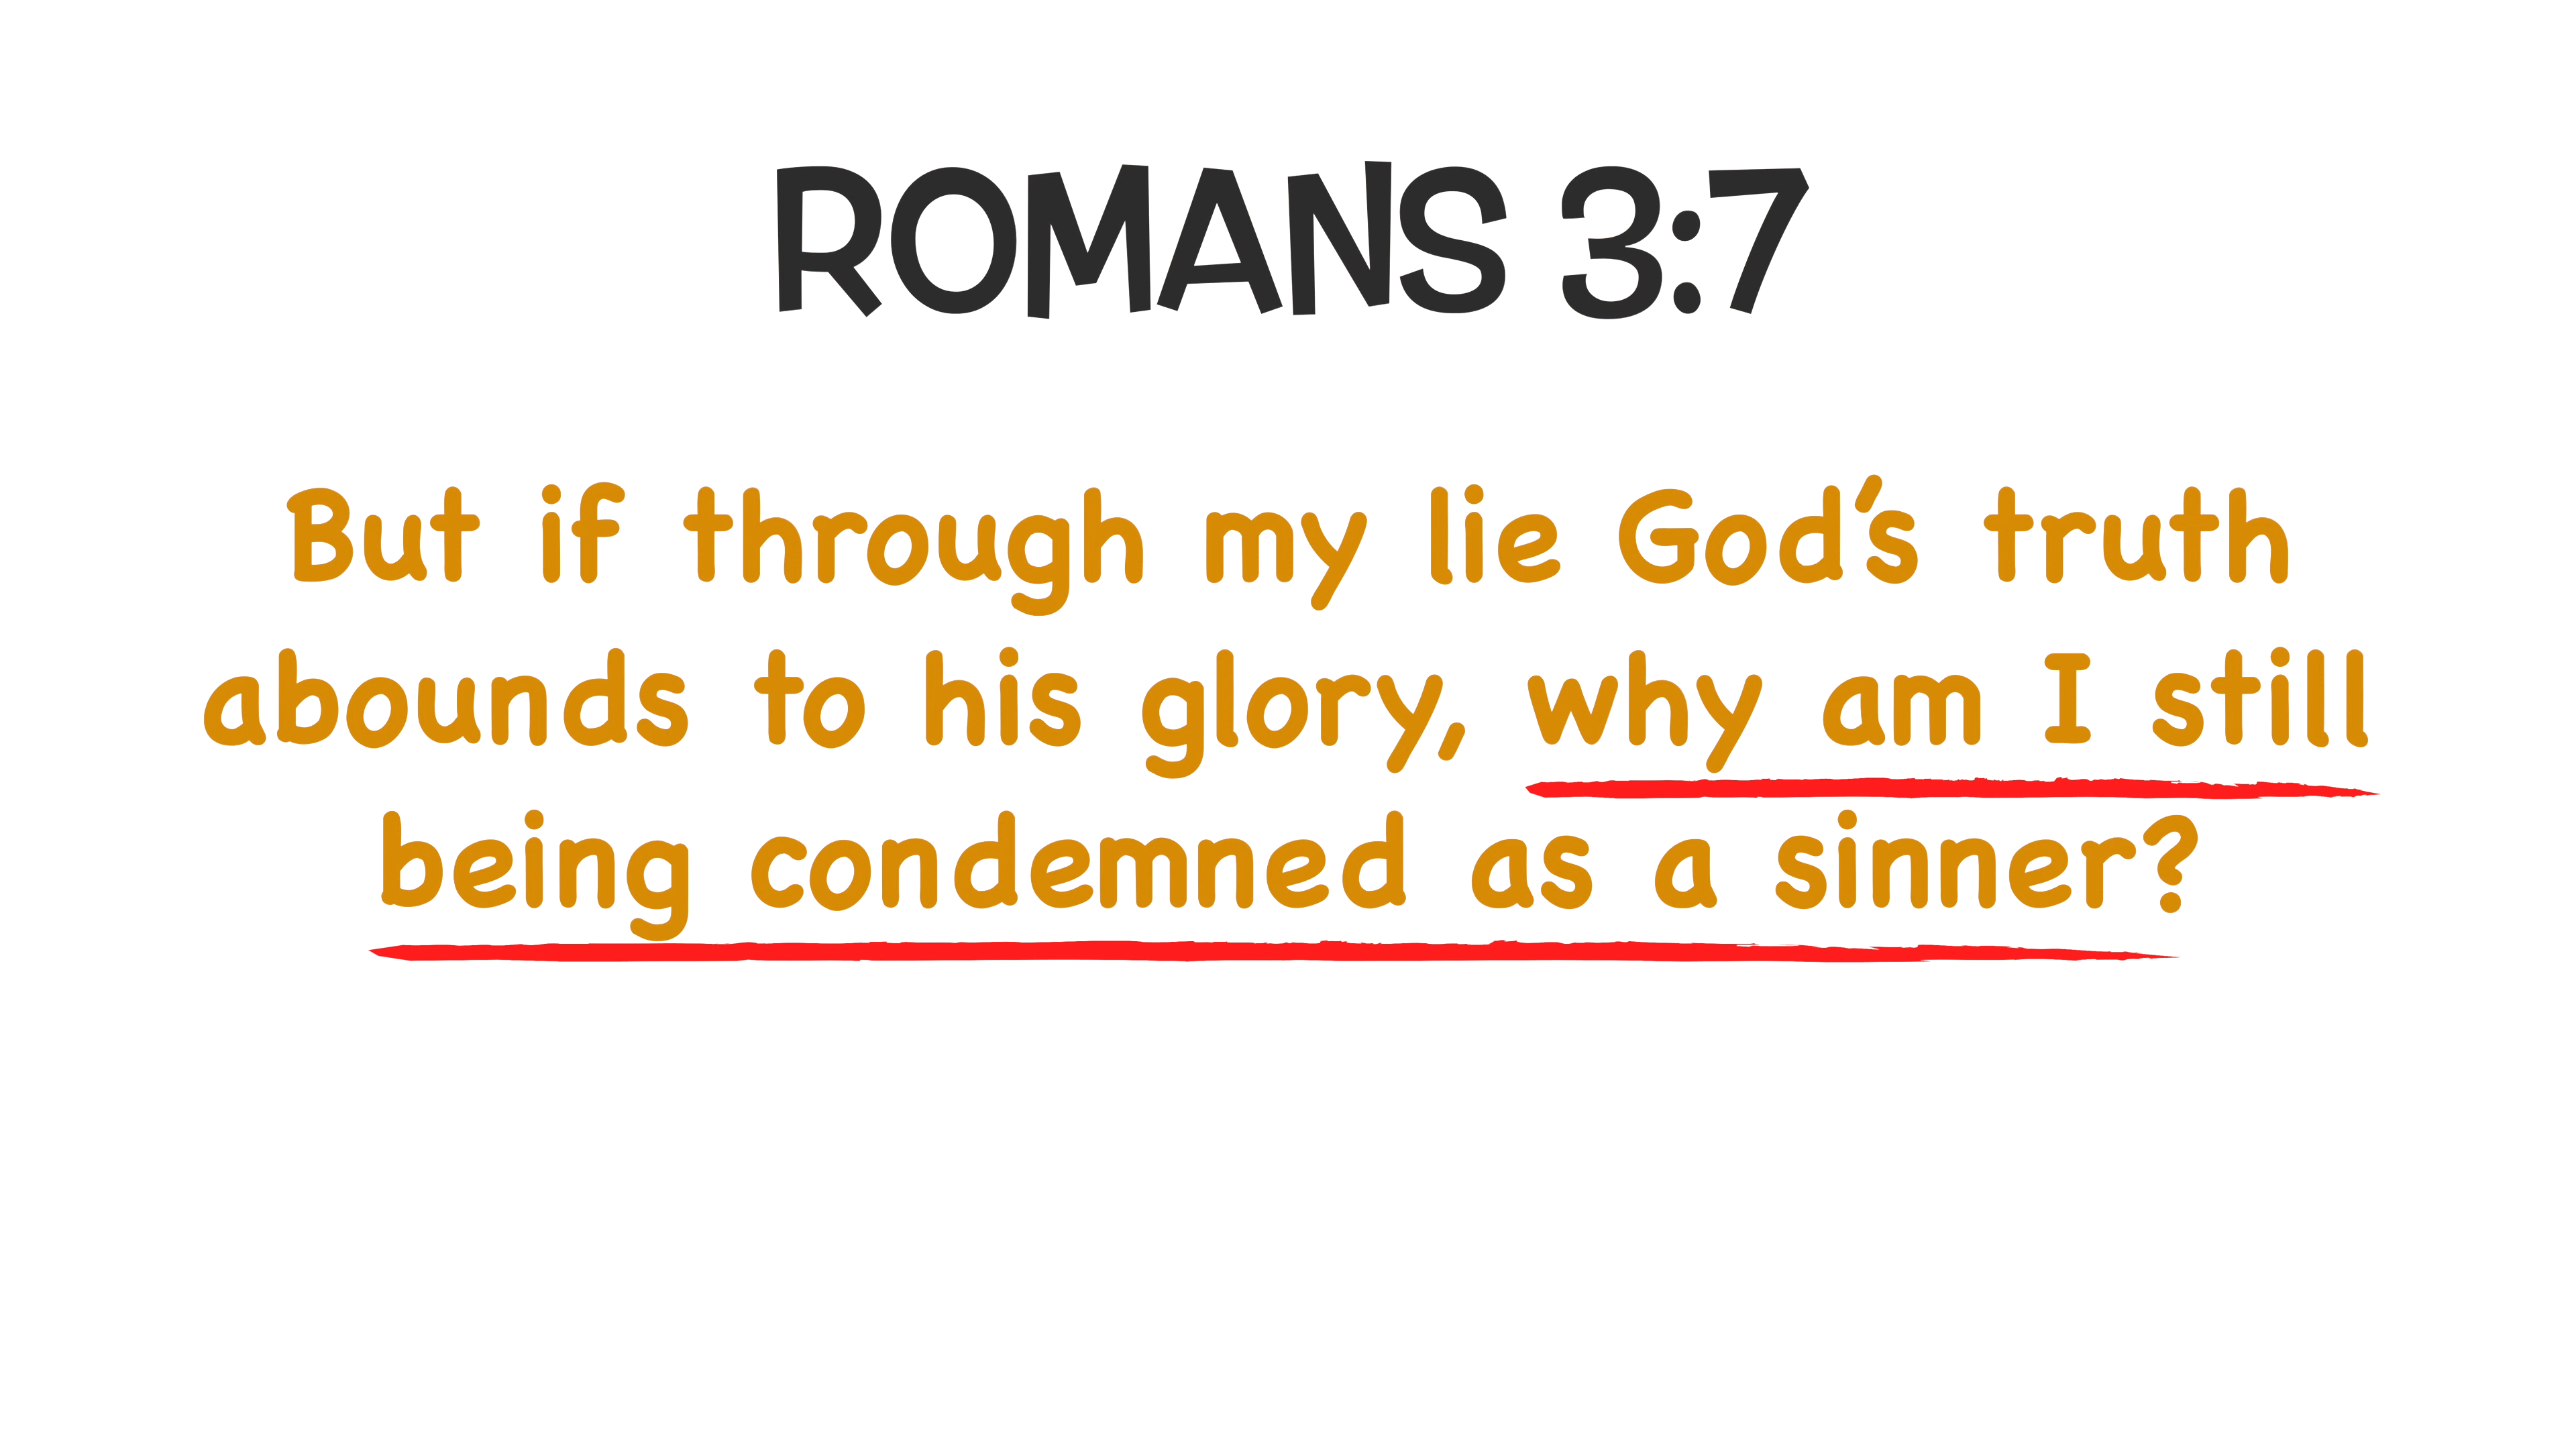 ROMANS 3:7
But if through my lie God's truth
abounds to his glory, why am I still
being condemned as a sinner?